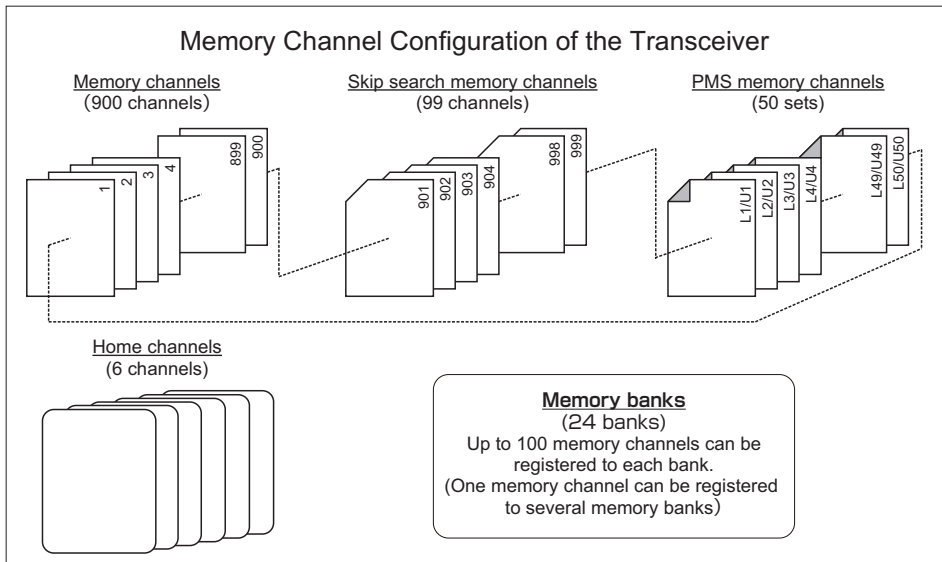 Memory Channel Configuration of the Transceiver
Memory channels
(900 channels)
1
2
3
4
899
900
Skip search memory channels
(99 channels)
901
902
903
904
998
999
PMS memory channels
(50 sets)
L1/U1
L2/U2
L3/U3
L4/U4
L49/U49
L50/U50
Home channels
(6 channels)
Memory banks
(24 banks)
Up to 100 memory channels can be
registered to each bank.
(One memory channel can be registered
to several memory banks)